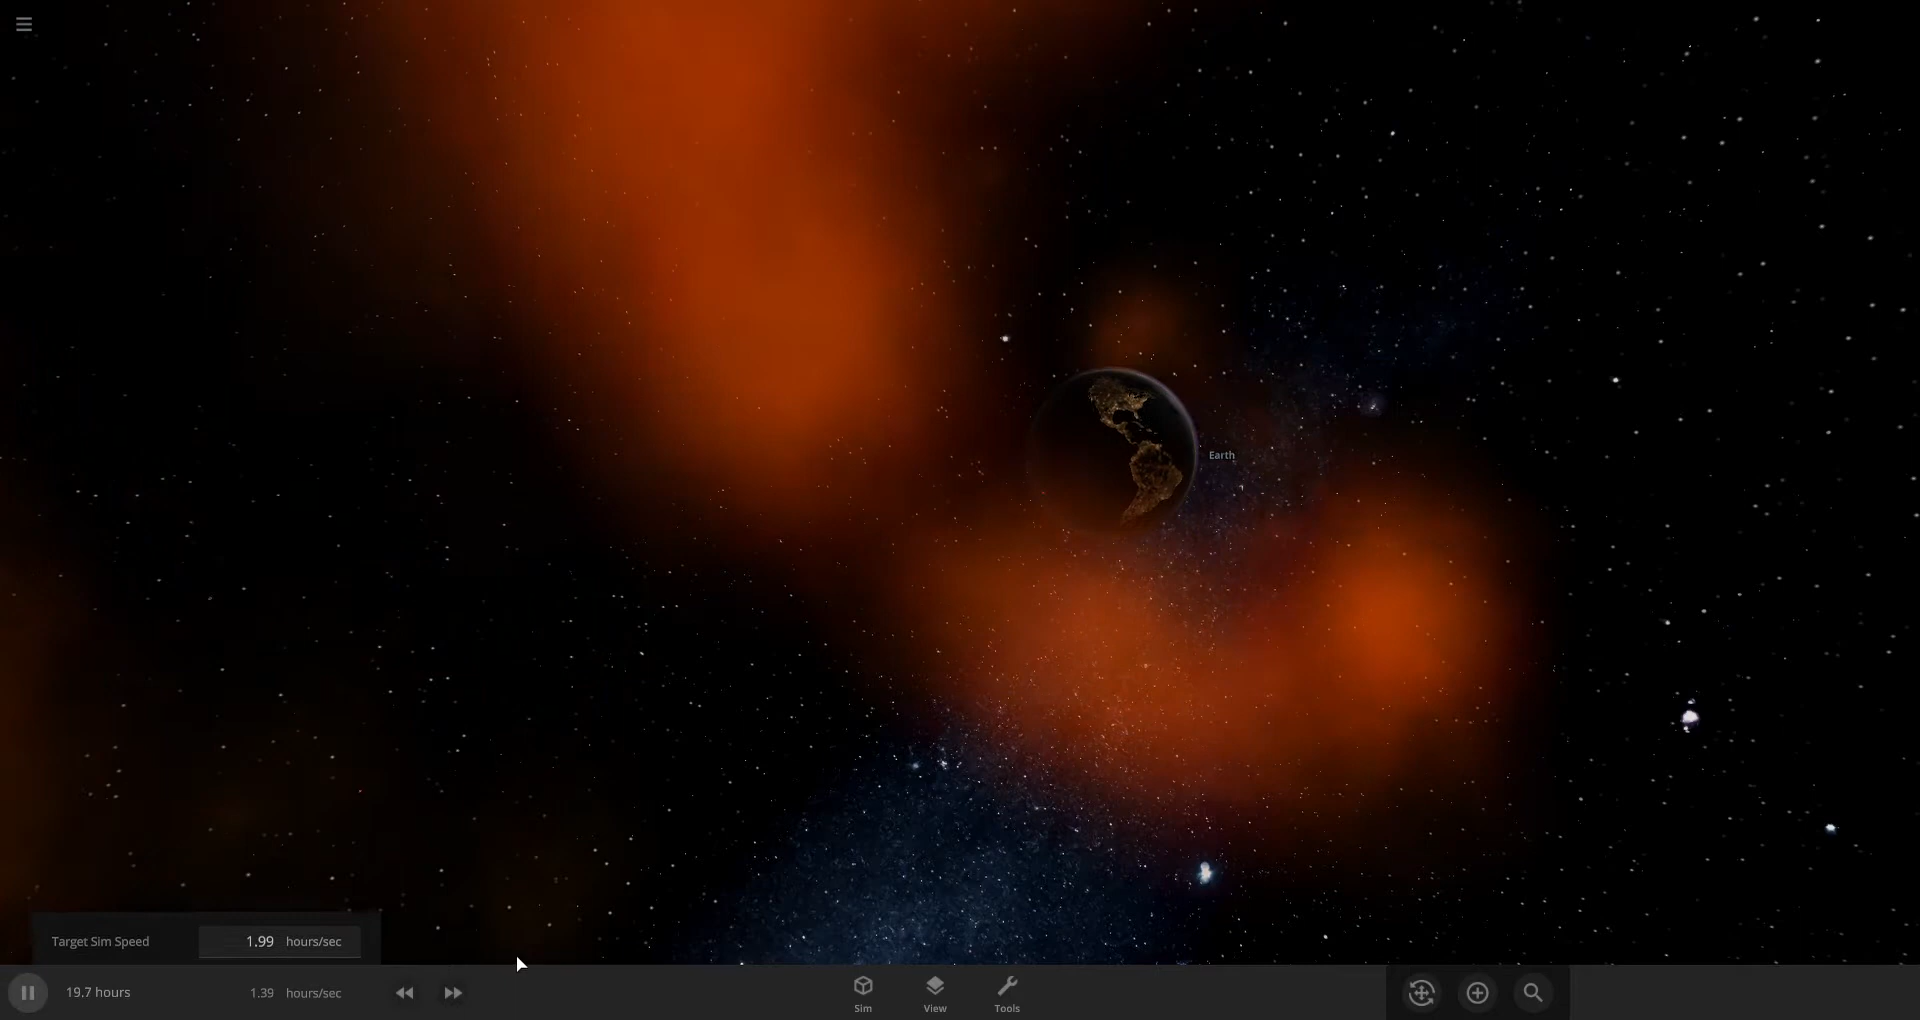 Earth
Target Sim Speed 1.99 hours/sec
19.7 hours 1.39 hours/sec
Sim View Tools